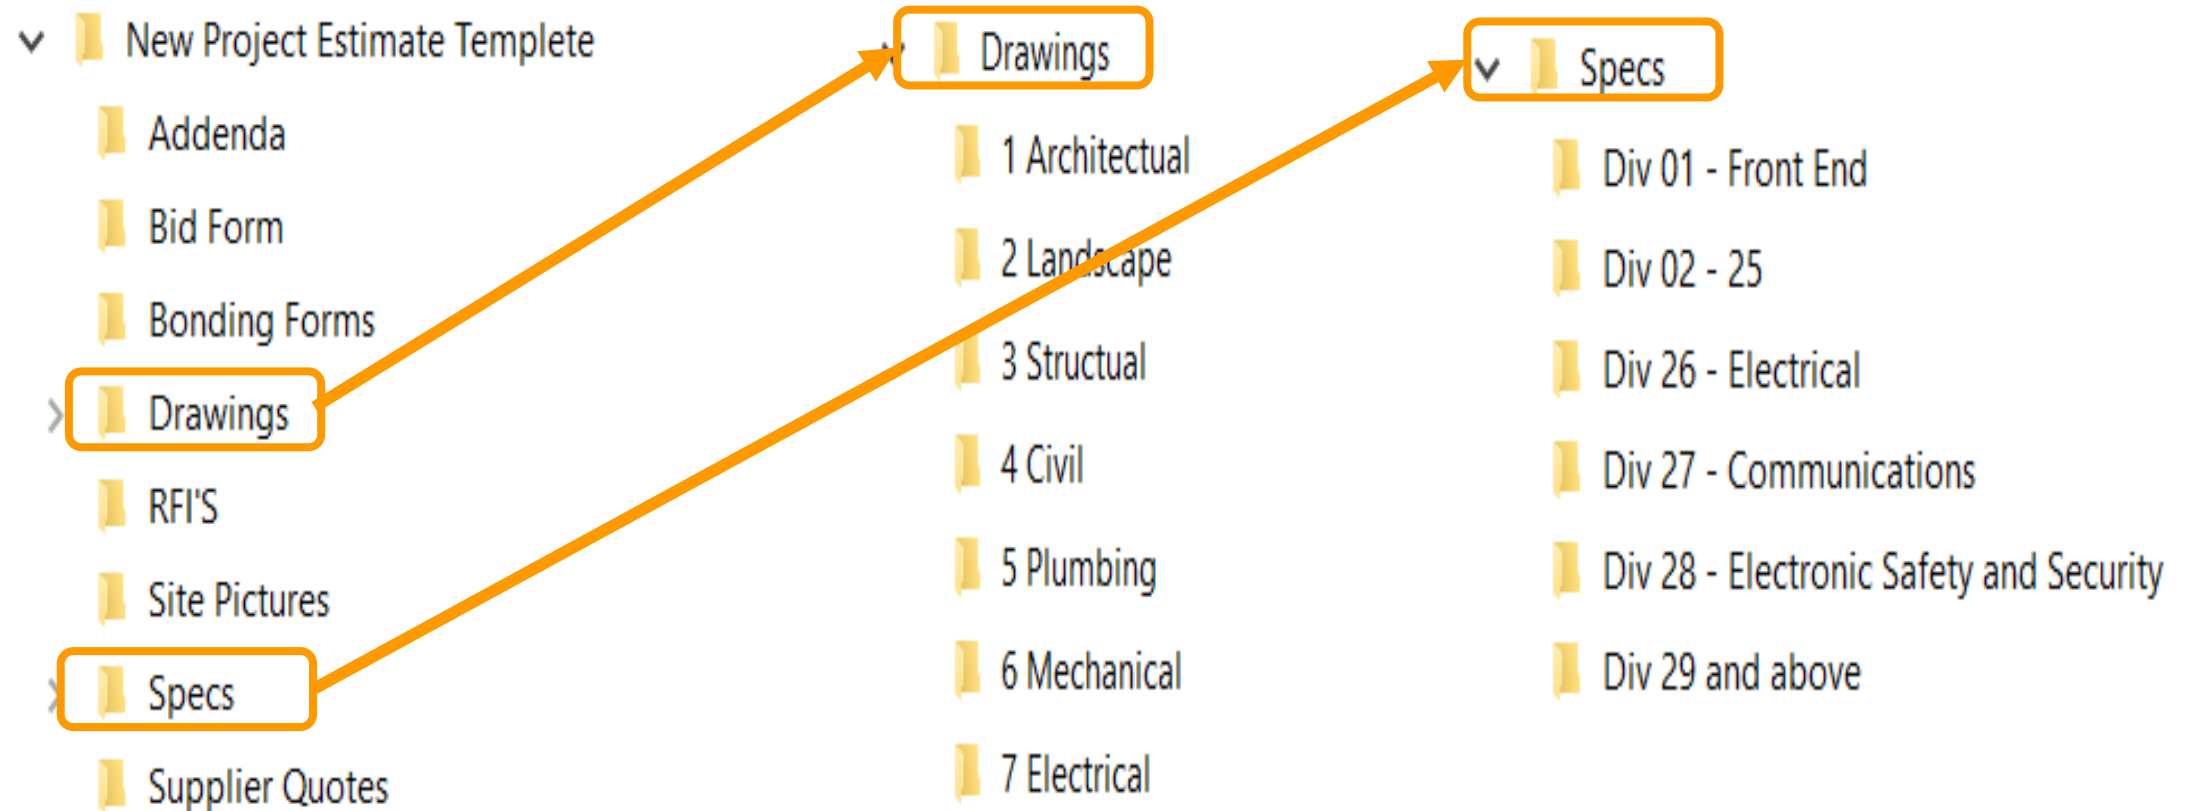 New Project Estimate Templete
Addenda
Bid Form
Bonding Forms
Drawings
RFI'S
Site Pictures
Specs
Supplier Quotes
Drawings
1 Architectual
2 Landscape
3 Structual
4 Civil
5 Plumbing
6 Mechanical
7 Electrical
Specs
Div 01 - Front End
Div 02 - 25
Div 26 - Electrical
Div 27 - Communications
Div 28 - Electronic Safety and Security
Div 29 and above